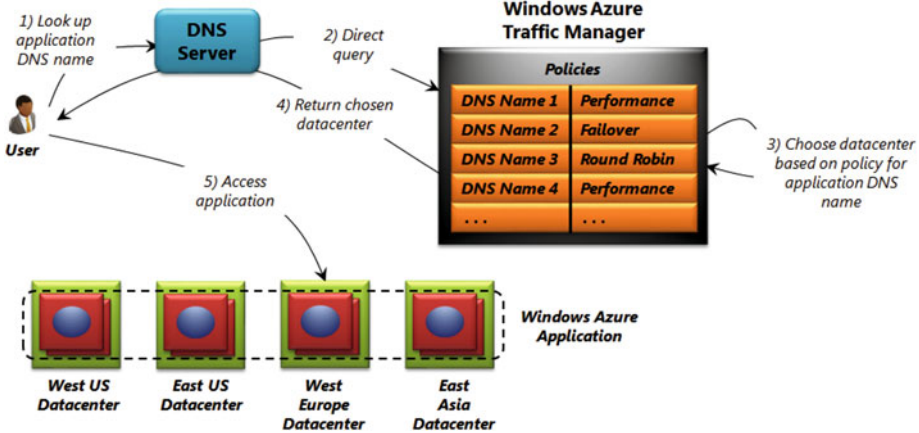 1) Look up
application
DNS name
DNS
Server
2) Direct
query
Windows Azure
Traffic Manager
Policies
DNS Name 1 Performance
DNS Name 2 Failover
DNS Name 3 Round Robin
DNS Name 4 Performance
... ...
4) Return chosen
datacenter
3) Choose datacenter
based on policy for
application DNS
name
User
5) Access
application
Windows Azure
Application
West US
Datacenter
East US
Datacenter
West
Europe
Datacenter
East
Asia
Datacenter